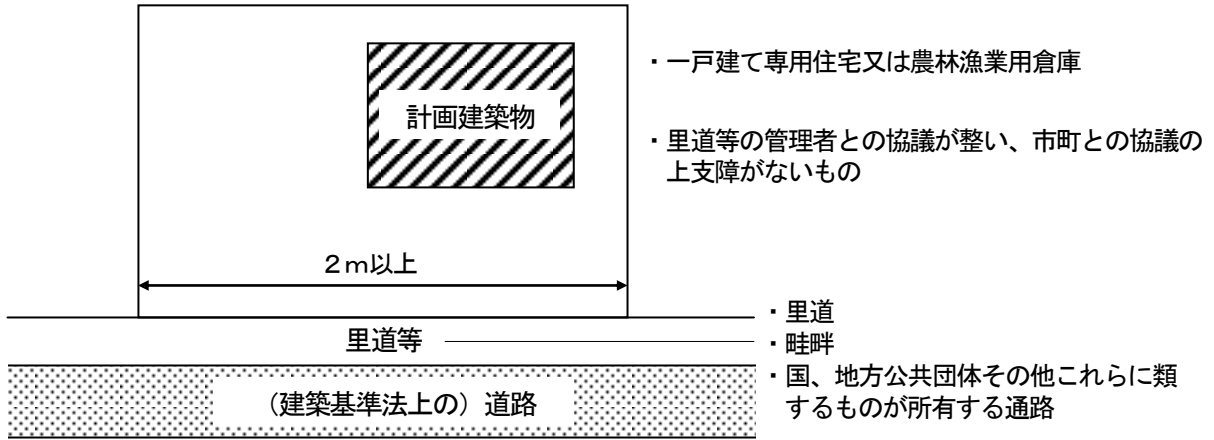 ・一戸建て専用住宅又は農林漁業用倉庫
計画建築物
・里道等の管理者との協議が整い、市町との協議の
上支障がないもの
２ｍ以上
・里道
里道等
・畦畔
・国、地方公共団体その他これらに類
するものが所有する通路
（建築基準法上の）道路